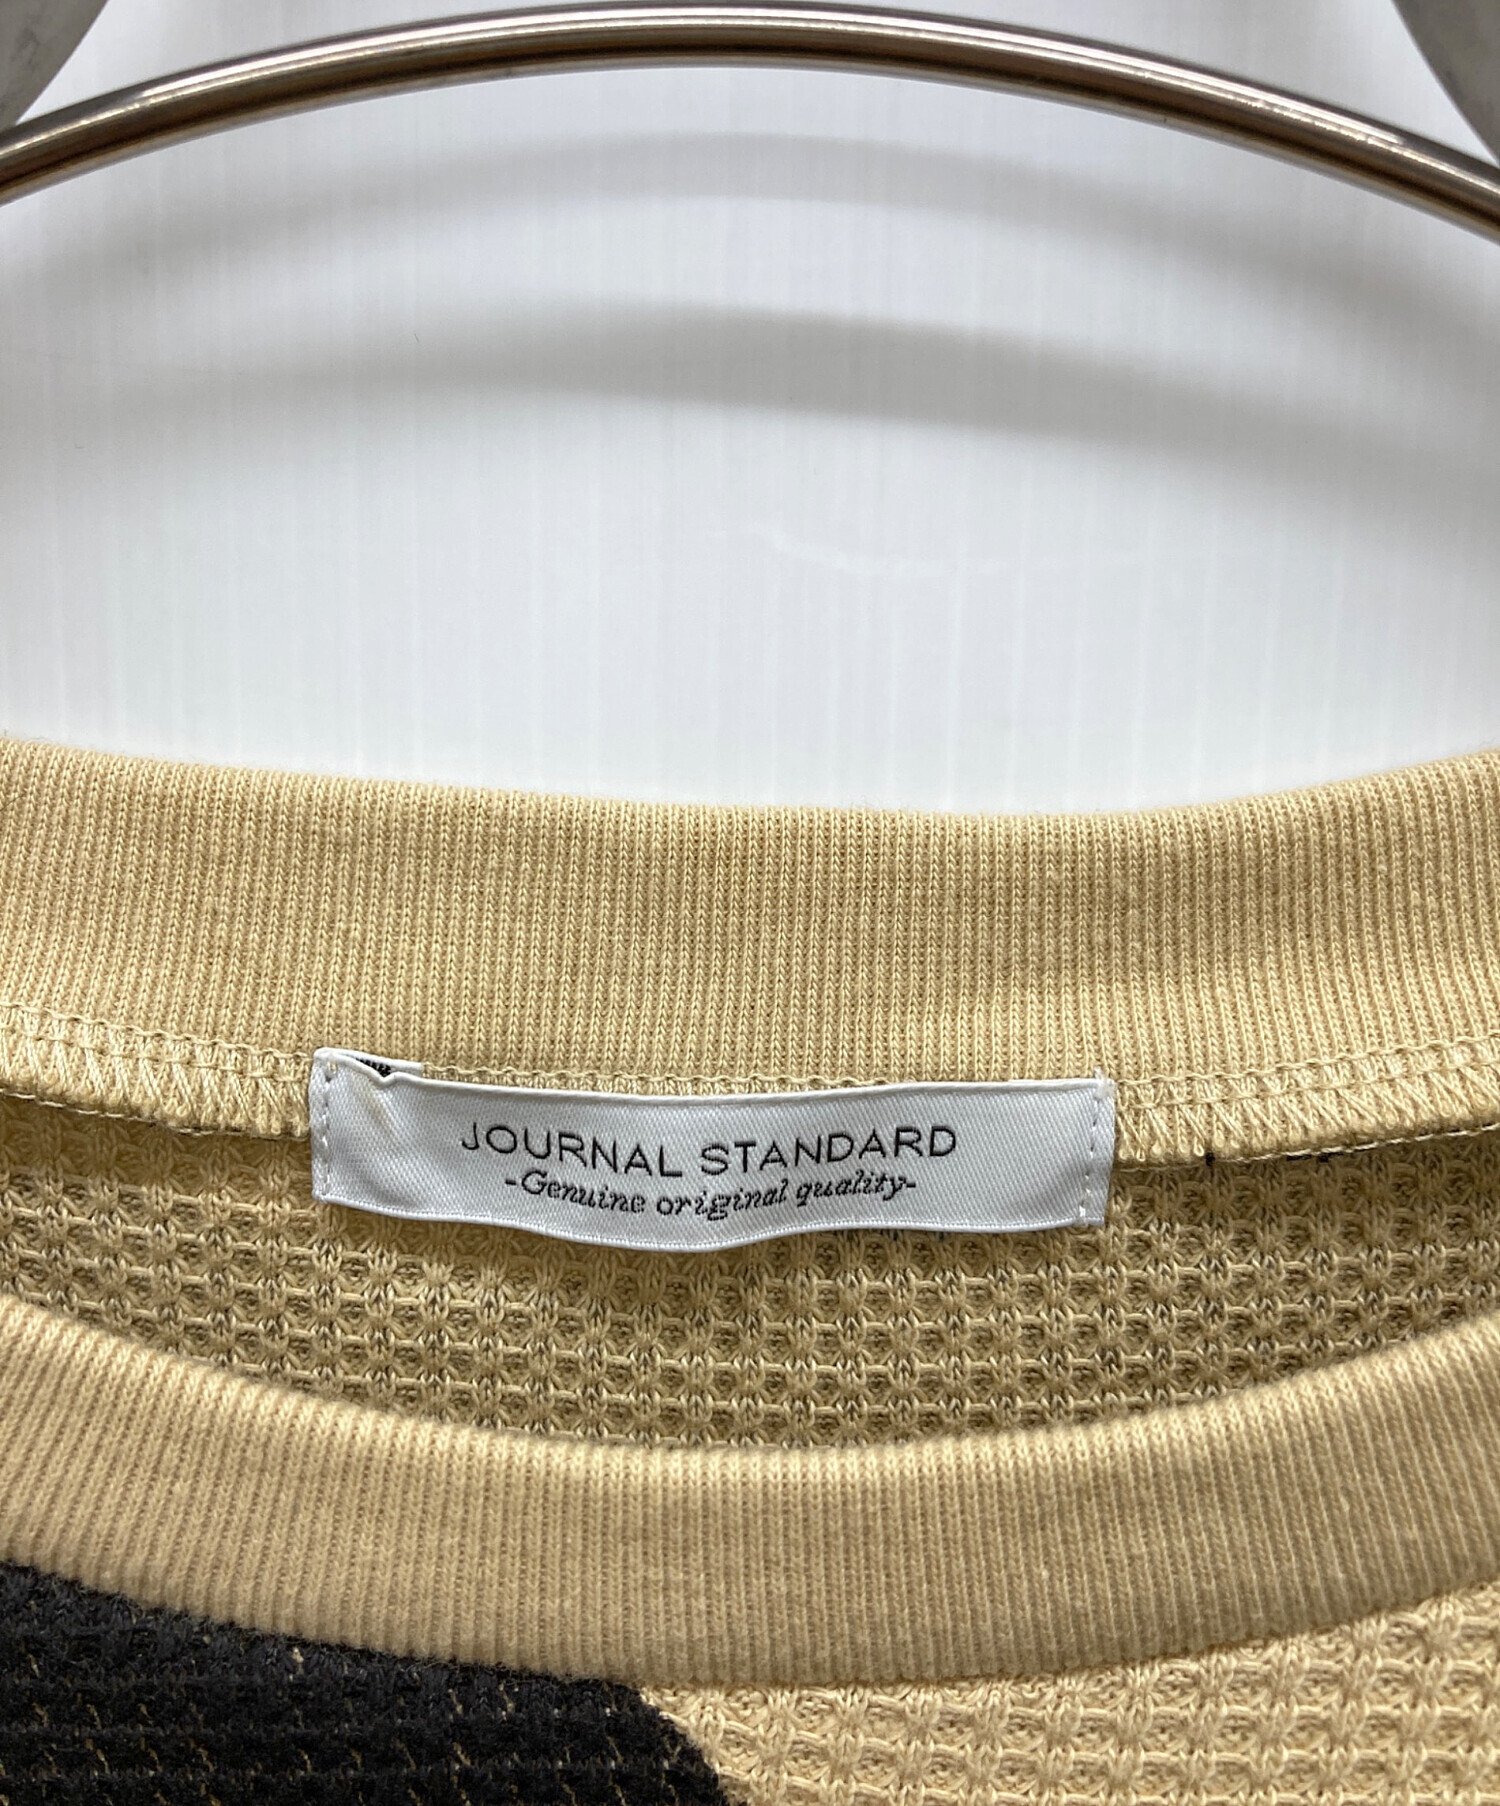 JOURNAL STANDARD
-Genuine original quality-